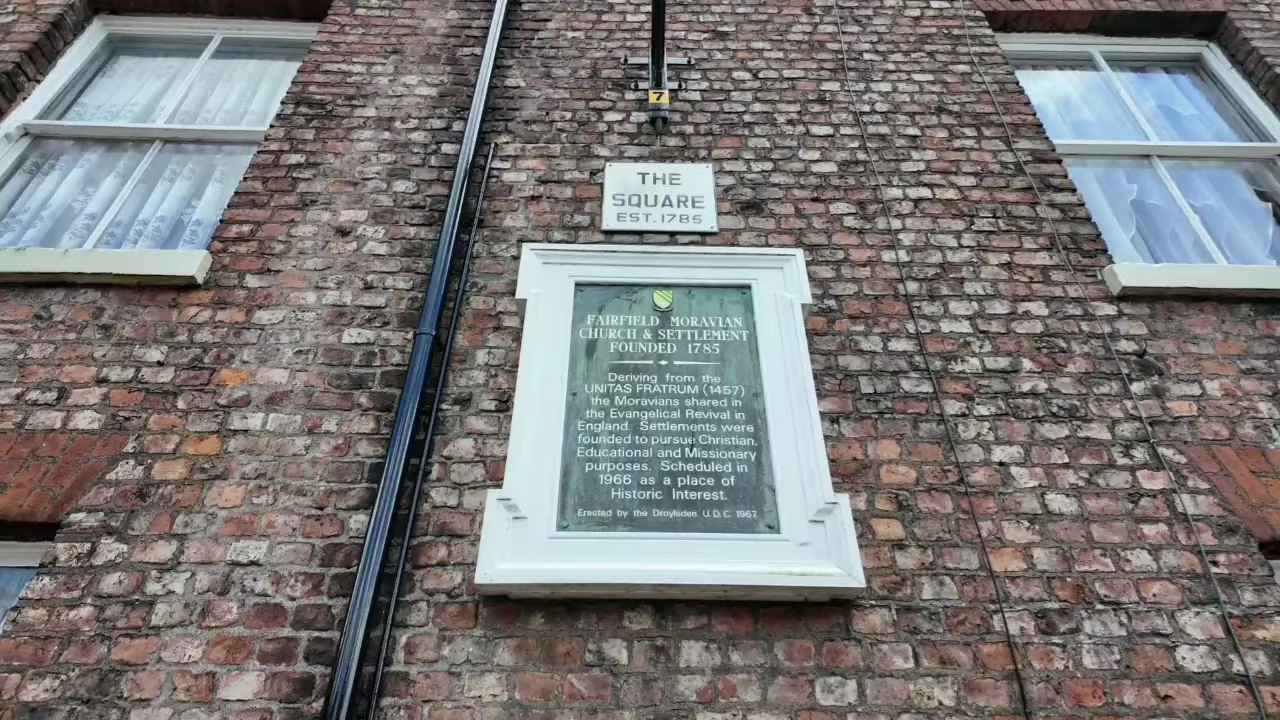 7
THE
SQUARE
EST. 1785
FAIRFIELD MORAVIAN
CHURCH & SETTLEMENT
FOUNDED 1785
Deriving from the
UNITAS FRATRUM (1457)
the Moravians shared in
the Evangelical Revival in
England. Settlements were
founded to pursue Christian,
Educational and Missionary
purposes. Scheduled in
1966 as a place of
Historic Interest.
Erected by the Droylsden U.D.C. 1967.